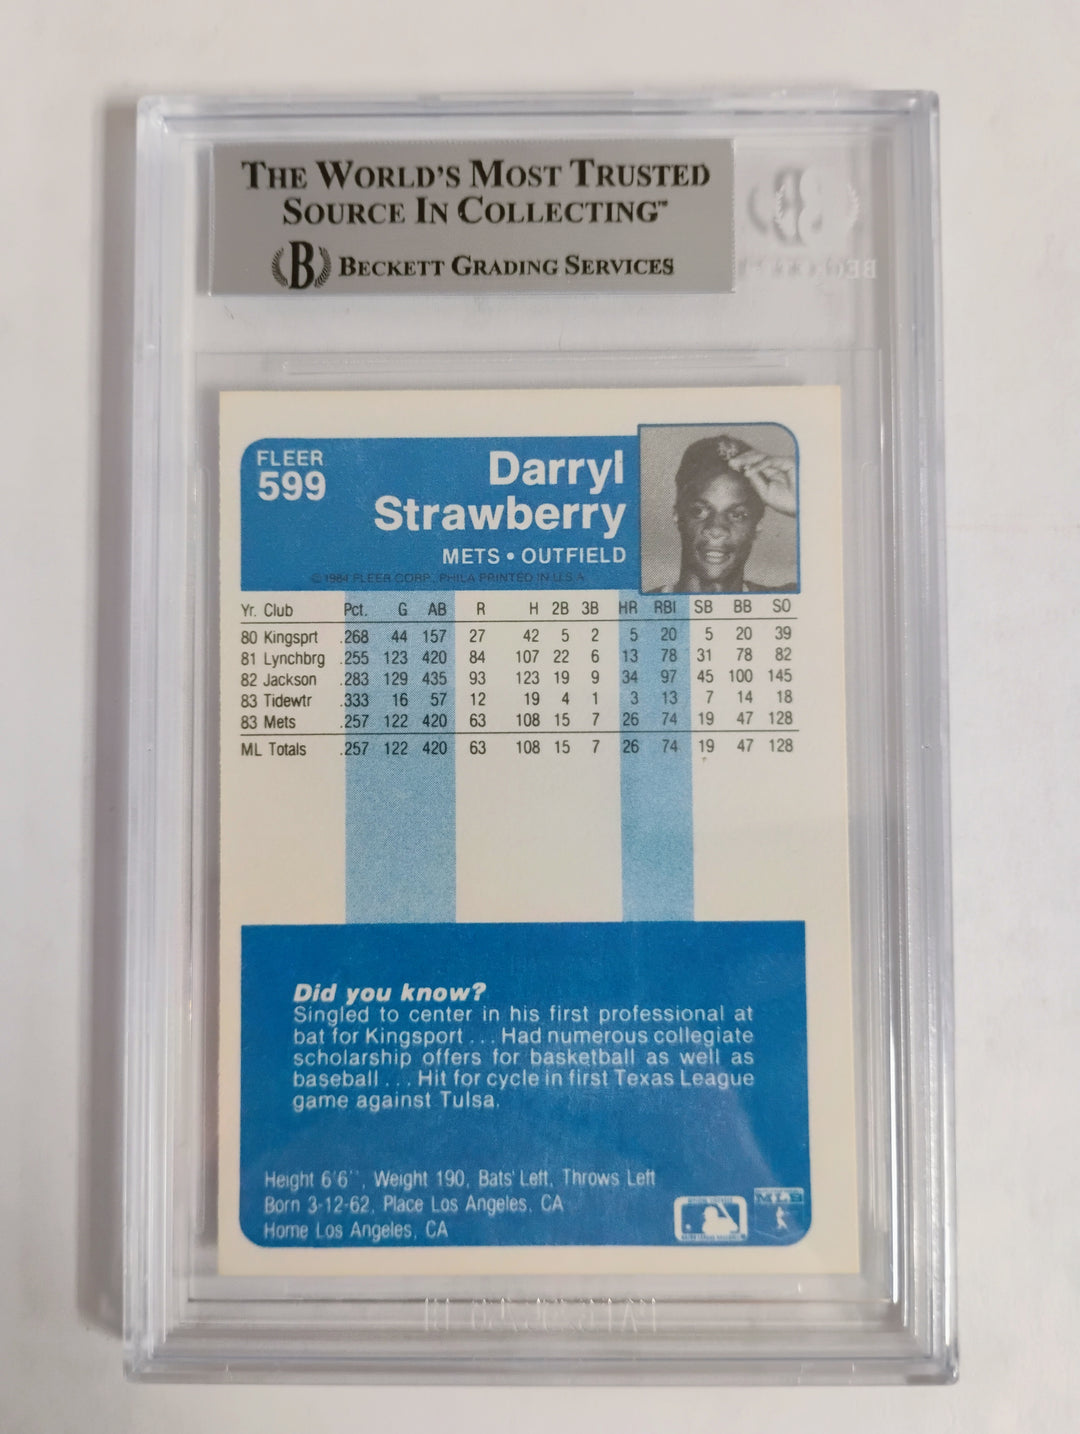 THE WORLD'S MOST TRUSTED
SOURCE IN COLLECTING™
B BECKETT GRADING SERVICES
FLEER
599
Darryl
Strawberry
METS • OUTFIELD
© 1984 FLEER CORP., PHILA PRINTED IN U.S.A.
Yr. Club Pct. G AB R H 2B 3B HR RBI SB BB SO
80 Kingsprt .268 44 157 27 42 5 2 5 20 5 20 39
81 Lynchbrg .255 123 420 84 107 22 6 13 78 31 78 82
82 Jackson .283 129 435 93 123 19 9 34 97 45 100 145
83 Tidewtr .333 16 57 12 19 4 1 3 13 7 14 18
83 Mets .257 122 420 63 108 15 7 26 74 19 47 128
ML Totals .257 122 420 63 108 15 7 26 74 19 47 128
Did you know?
Singled to center in his first professional at
bat for Kingsport ... Had numerous collegiate
scholarship offers for basketball as well as
baseball ... Hit for cycle in first Texas League
game against Tulsa.
Height 6'6'', Weight 190, Bats' Left, Throws Left
Born 3-12-62, Place Los Angeles, CA
Home Los Angeles, CA